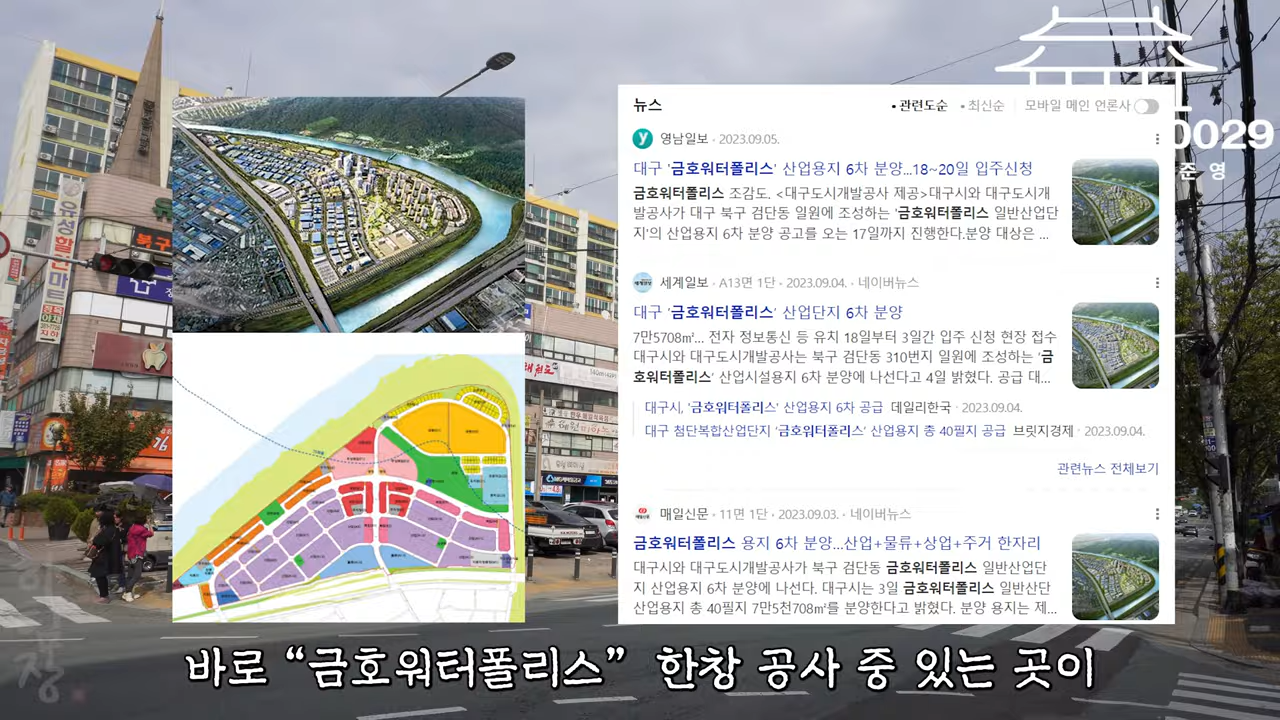 뉴스
• 관련도순 • 최신순 모바일 메인 언론사
0029
준영
영남일보 · 2023.09.05.
대구 '금호워터폴리스' 산업용지 6차 분양...18~20일 입주신청
금호워터폴리스 조감도. <대구도시개발공사 제공>대구시와 대구도시개
발공사가 대구 북구 검단동 일원에 조성하는 '금호워터폴리스 일반산업단
지'의 산업용지 6차 분양 공고를 오는 17일까지 진행한다.분양 대상은 ...
세계일보 · A13면 1단 · 2023.09.04. · 네이버뉴스
대구 '금호워터폴리스' 산업단지 6차 분양
7만5708㎡... 전자 정보통신 등 유치 18일부터 3일간 입주 신청 현장 접수
대구시와 대구도시개발공사는 북구 검단동 310번지 일원에 조성하는 '금
호워터폴리스' 산업시설용지 6차 분양에 나선다고 4일 밝혔다. 공급 대...
대구시, '금호워터폴리스' 산업용지 6차 공급 데일리한국 · 2023.09.04.
대구 첨단복합산업단지 '금호워터폴리스' 산업용지 총 40필지 공급 브릿지경제 · 2023.09.04.
관련뉴스 전체보기
매일신문 · 11면 1단 · 2023.09.03. · 네이버뉴스
금호워터폴리스 용지 6차 분양...산업+물류+상업+주거 한자리
대구시와 대구도시개발공사가 북구 검단동 금호워터폴리스 일반산업단
지 산업용지 6차 분양에 나선다. 대구시는 3일 금호워터폴리스 일반산단
산업용지 총 40필지 7만5천708㎡를 분양한다고 밝혔다. 분양 용지는 제...
유성할인마트
북구
바로 “금호워터폴리스” 한창 공사 중 있는 곳이